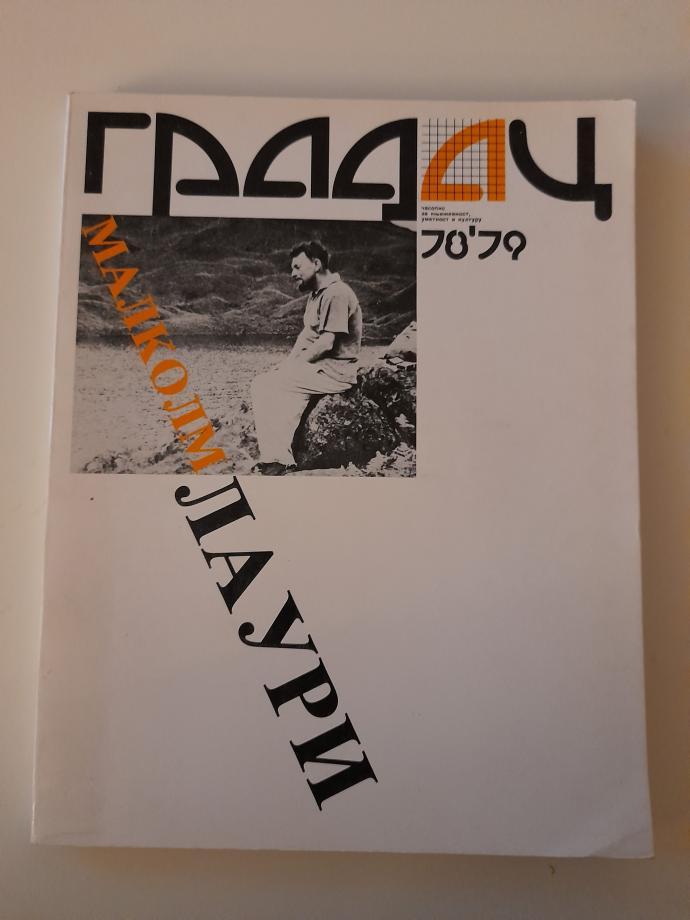 градац
часопис
за књижевност,
уметност и културу
78'79
МАЛКОЛМ
ЛАУРИ